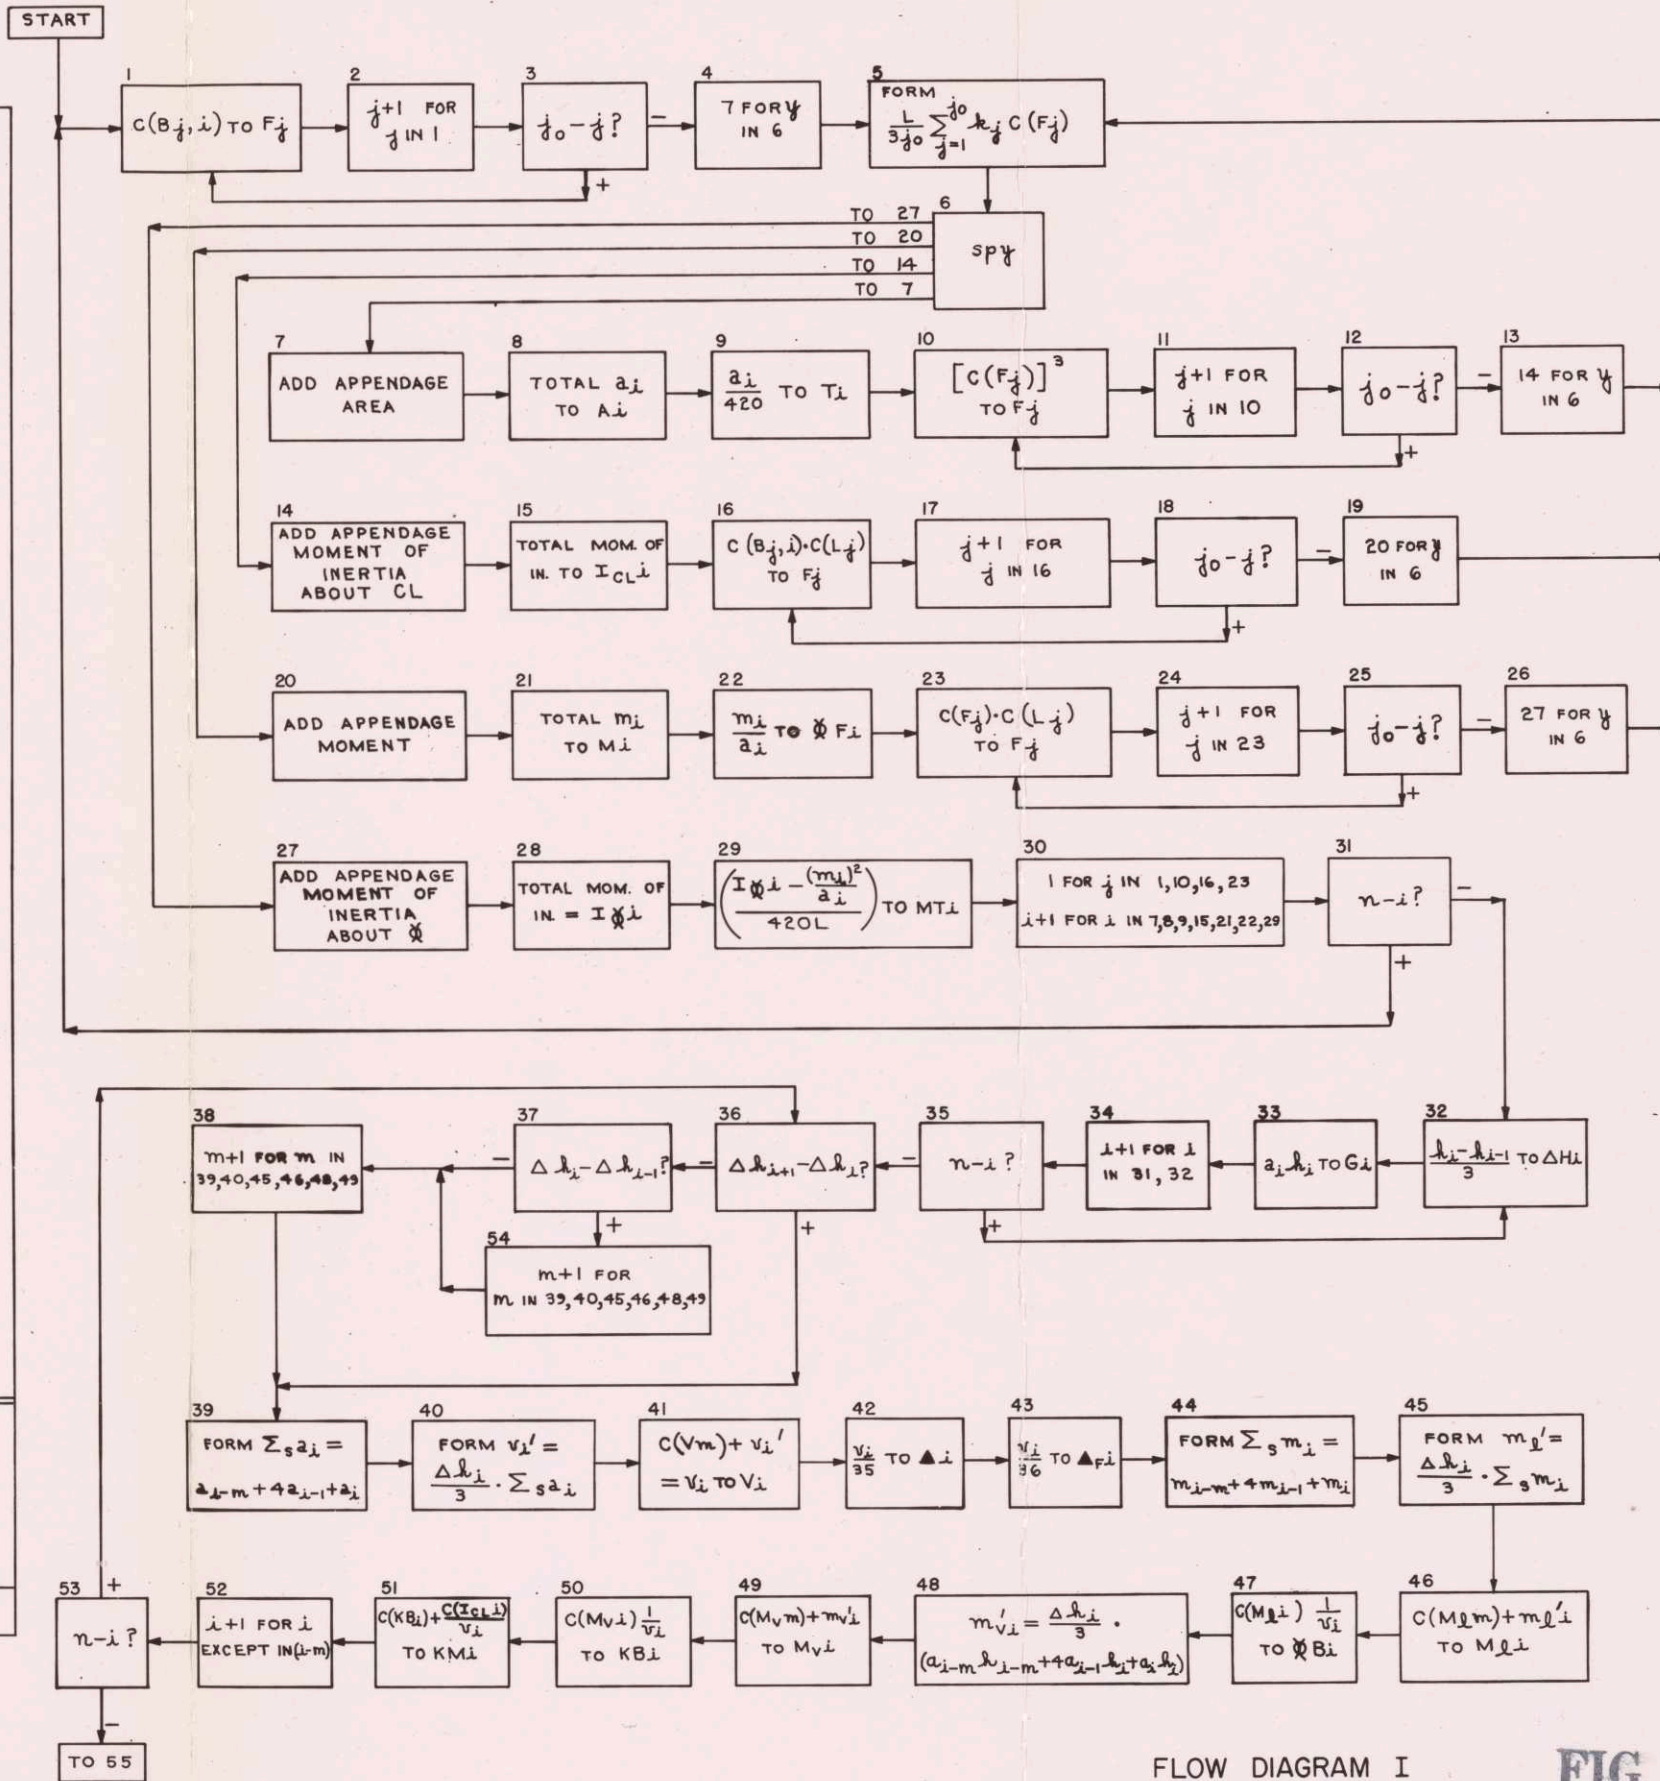 START
1
C(Bj,i) TO Fj
2
j+1 FOR
j IN 1
3
j₀-j?
−
+
4
7 FOR y
IN 6
5
FORM
L/3j₀ Σ j=1 j₀ kj C(Fj)
6
spy
TO 27
TO 20
TO 14
TO 7
7
ADD APPENDAGE
AREA
8
TOTAL ai
TO Ai
9
ai/420 TO Ti
10
[C(Fj)]³
TO Fj
11
j+1 FOR
j IN 10
12
j₀-j?
−
+
13
14 FOR y
IN 6
14
ADD APPENDAGE
MOMENT OF
INERTIA
ABOUT CL
15
TOTAL MOM. OF
IN. TO I CL i
16
C(Bj,i)·C(Lj)
TO Fj
17
j+1 FOR
j IN 16
18
j₀-j?
−
+
19
20 FOR y
IN 6
20
ADD APPENDAGE
MOMENT
21
TOTAL mi
TO Mi
22
mi/ai TO Fi
23
C(Fj)·C(Lj)
TO Fj
24
j+1 FOR
j IN 23
25
j₀-j?
−
+
26
27 FOR y
IN 6
27
ADD APPENDAGE
MOMENT OF
INERTIA
ABOUT
28
TOTAL MOM. OF
IN. = I i
29
(I i - (mi)²/ai / 420L) TO MTi
30
1 FOR j IN 1,10,16,23
i+1 FOR i IN 7,8,9,15,21,22,29
31
n-i?
−
+
38
m+1 FOR m IN
39,40,45,46,48,49
37
Δhi-Δhi-1?
−
+
36
Δhi+1-Δhi?
−
+
35
n-i?
−
+
34
i+1 FOR i
IN 31, 32
33
aihi TO Gi
32
hi-hi-1/3 TO ΔHi
54
m+1 FOR
m IN 39,40,45,46,48,49
39
FORM Σs ai =
ai-m+4ai-1+ai
40
FORM vi' =
Δhi/3 · Σs ai
41
C(Vm)+vi'
=vi TO Vi
42
vi/35 TO ▲i
43
vi/36 TO ▲Fi
44
FORM Σs mi =
mi-m+4mi-1+mi
45
FORM ml' =
Δhi/3 · Σs mi
53
+
n-i?
−
52
i+1 FOR i
EXCEPT IN(i-m)
51
C(KBi)+C(I CL i)/vi
TO KMi
50
C(Mvi) 1/vi
TO KBi
49
C(Mvm)+mv'i
TO Mvi
48
mv'i = Δhi/3 ·
(ai-mhi-m+4ai-1hi+aihi)
47
C(Mli) 1/vi
TO Bi
46
C(Mlm)+ml'i
TO Mli
TO 55
FLOW DIAGRAM I
FIG